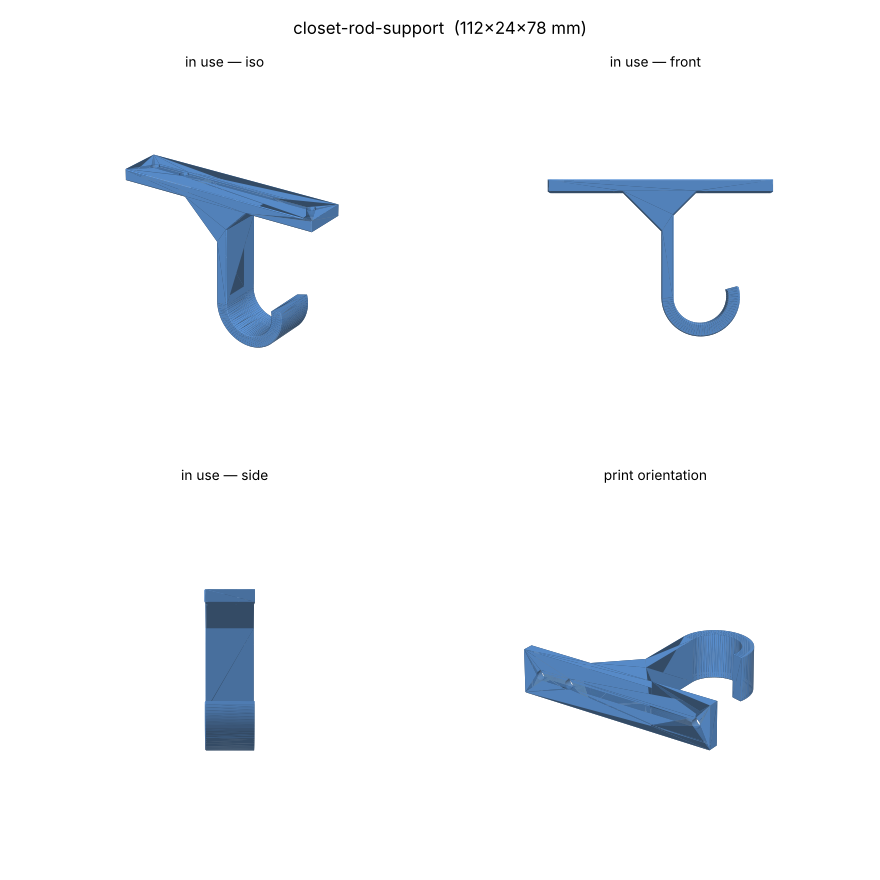 closet-rod-support  (112×24×78 mm)
in use — iso
in use — front
in use — side
print orientation